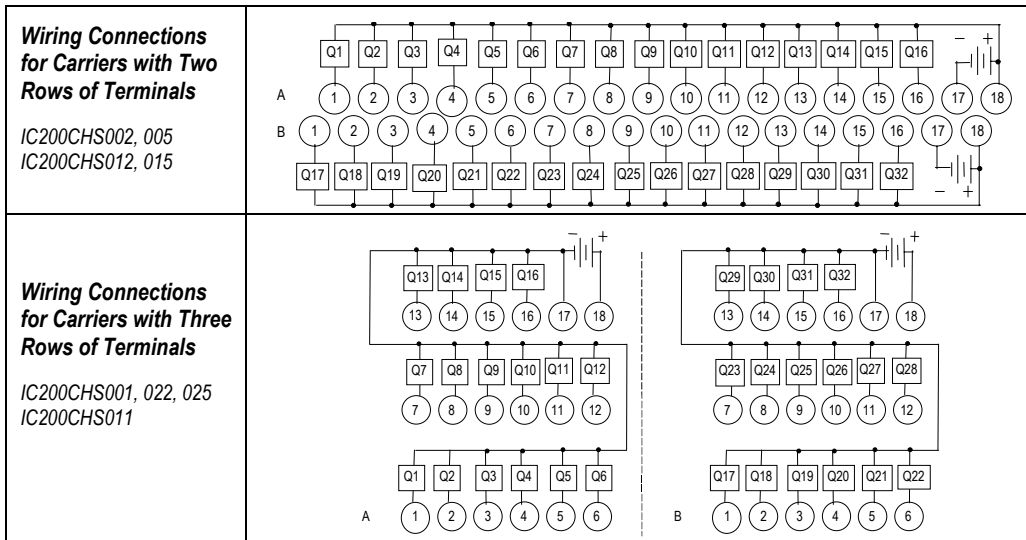 Wiring Connections
for Carriers with Two
Rows of Terminals
IC200CHS002, 005
IC200CHS012, 015
- +
Q1 Q2 Q3 Q4 Q5 Q6 Q7 Q8 Q9 Q10 Q11 Q12 Q13 Q14 Q15 Q16
A 1 2 3 4 5 6 7 8 9 10 11 12 13 14 15 16 17 18
B 1 2 3 4 5 6 7 8 9 10 11 12 13 14 15 16 17 18
Q17 Q18 Q19 Q20 Q21 Q22 Q23 Q24 Q25 Q26 Q27 Q28 Q29 Q30 Q31 Q32
- +
Wiring Connections
for Carriers with Three
Rows of Terminals
IC200CHS001, 022, 025
IC200CHS011
- +
Q13 Q14 Q15 Q16
13 14 15 16 17 18
Q7 Q8 Q9 Q10 Q11 Q12
7 8 9 10 11 12
Q1 Q2 Q3 Q4 Q5 Q6
A 1 2 3 4 5 6
- +
Q29 Q30 Q31 Q32
13 14 15 16 17 18
Q23 Q24 Q25 Q26 Q27 Q28
7 8 9 10 11 12
Q17 Q18 Q19 Q20 Q21 Q22
B 1 2 3 4 5 6